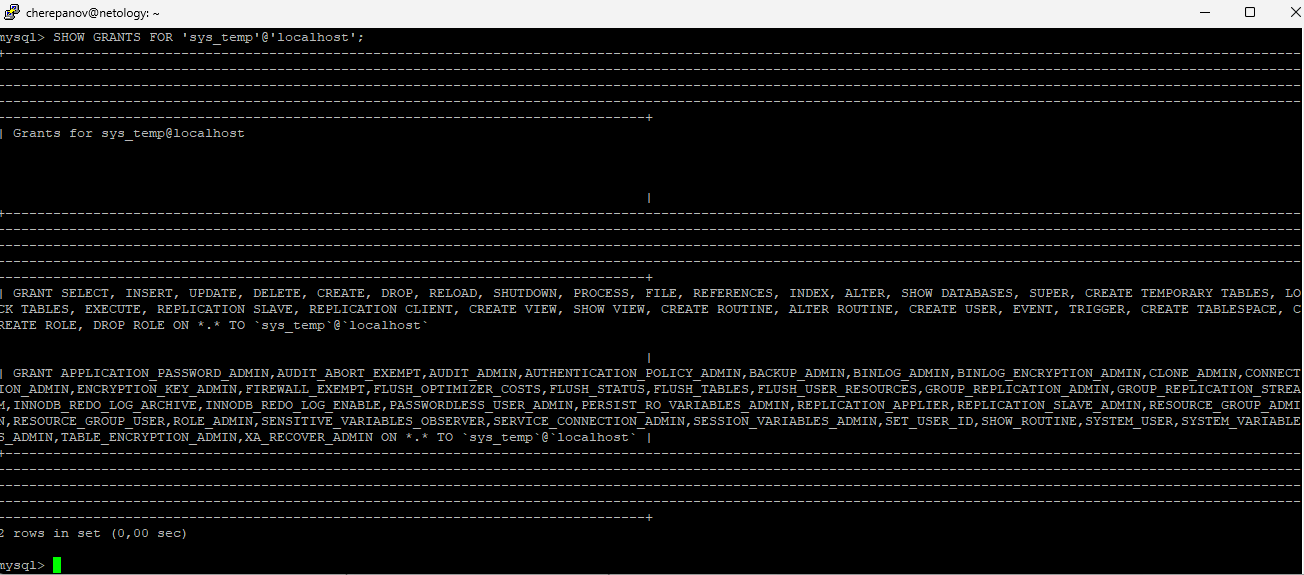 cherepanov@netology: ~
mysql> SHOW GRANTS FOR 'sys_temp'@'localhost';
| Grants for sys_temp@localhost
|
| GRANT SELECT, INSERT, UPDATE, DELETE, CREATE, DROP, RELOAD, SHUTDOWN, PROCESS, FILE, REFERENCES, INDEX, ALTER, SHOW DATABASES, SUPER, CREATE TEMPORARY TABLES, LO
CK TABLES, EXECUTE, REPLICATION SLAVE, REPLICATION CLIENT, CREATE VIEW, SHOW VIEW, CREATE ROUTINE, ALTER ROUTINE, CREATE USER, EVENT, TRIGGER, CREATE TABLESPACE, C
REATE ROLE, DROP ROLE ON *.* TO `sys_temp`@`localhost`
|
| GRANT APPLICATION_PASSWORD_ADMIN,AUDIT_ABORT_EXEMPT,AUDIT_ADMIN,AUTHENTICATION_POLICY_ADMIN,BACKUP_ADMIN,BINLOG_ADMIN,BINLOG_ENCRYPTION_ADMIN,CLONE_ADMIN,CONNECT
ION_ADMIN,ENCRYPTION_KEY_ADMIN,FIREWALL_EXEMPT,FLUSH_OPTIMIZER_COSTS,FLUSH_STATUS,FLUSH_TABLES,FLUSH_USER_RESOURCES,GROUP_REPLICATION_ADMIN,GROUP_REPLICATION_STREA
M,INNODB_REDO_LOG_ARCHIVE,INNODB_REDO_LOG_ENABLE,PASSWORDLESS_USER_ADMIN,PERSIST_RO_VARIABLES_ADMIN,REPLICATION_APPLIER,REPLICATION_SLAVE_ADMIN,RESOURCE_GROUP_ADMI
N,RESOURCE_GROUP_USER,ROLE_ADMIN,SENSITIVE_VARIABLES_OBSERVER,SERVICE_CONNECTION_ADMIN,SESSION_VARIABLES_ADMIN,SET_USER_ID,SHOW_ROUTINE,SYSTEM_USER,SYSTEM_VARIABLE
S_ADMIN,TABLE_ENCRYPTION_ADMIN,XA_RECOVER_ADMIN ON *.* TO `sys_temp`@`localhost` |
2 rows in set (0,00 sec)
mysql>